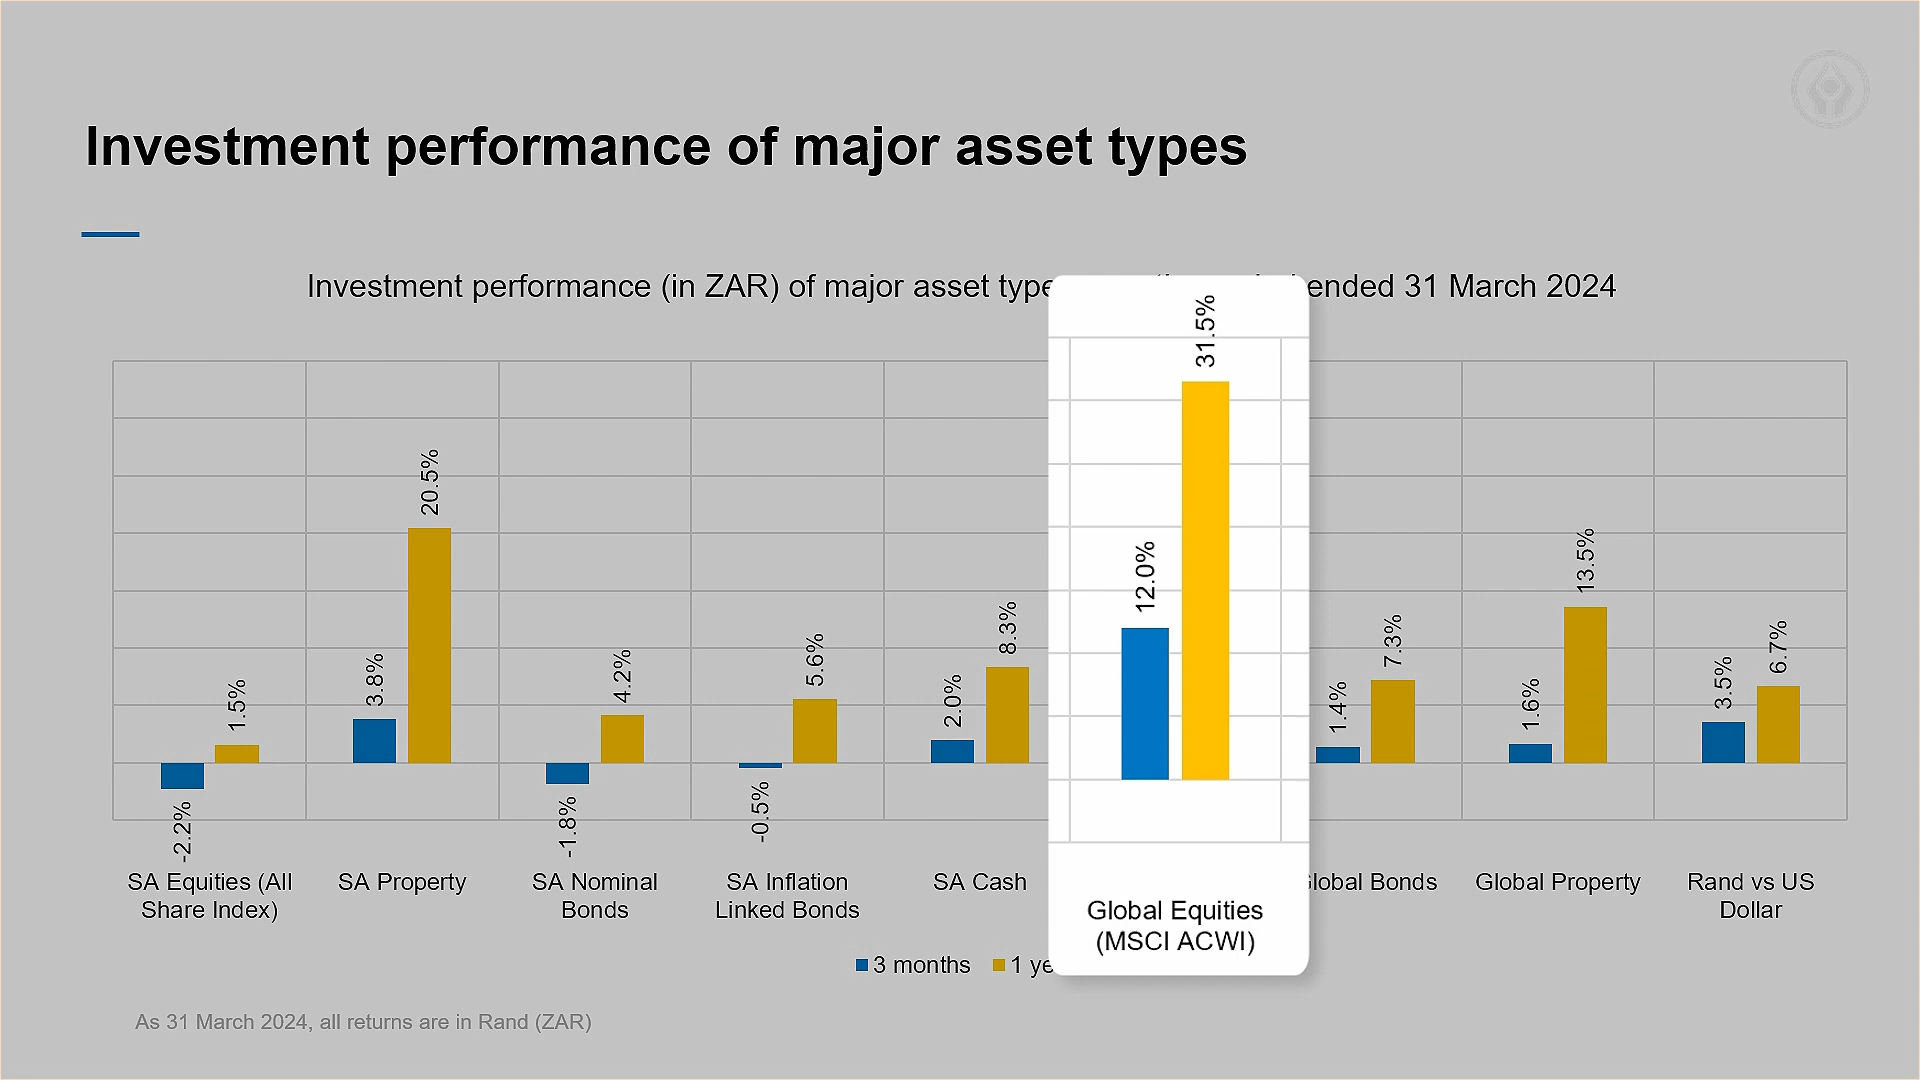 Investment performance of major asset types
Investment performance (in ZAR) of major asset type ended 31 March 2024
31.5%
20.5%
12.0%
13.5%
8.3%
7.3%
6.7%
5.6%
4.2%
3.8%
3.5%
2.0%
1.4%
1.6%
1.5%
-2.2%
-1.8%
-0.5%
SA Equities (All
Share Index)
SA Property
SA Nominal
Bonds
SA Inflation
Linked Bonds
SA Cash
Global Equities
(MSCI ACWI)
lobal Bonds
Global Property
Rand vs US
Dollar
3 months
1 ye
As 31 March 2024, all returns are in Rand (ZAR)